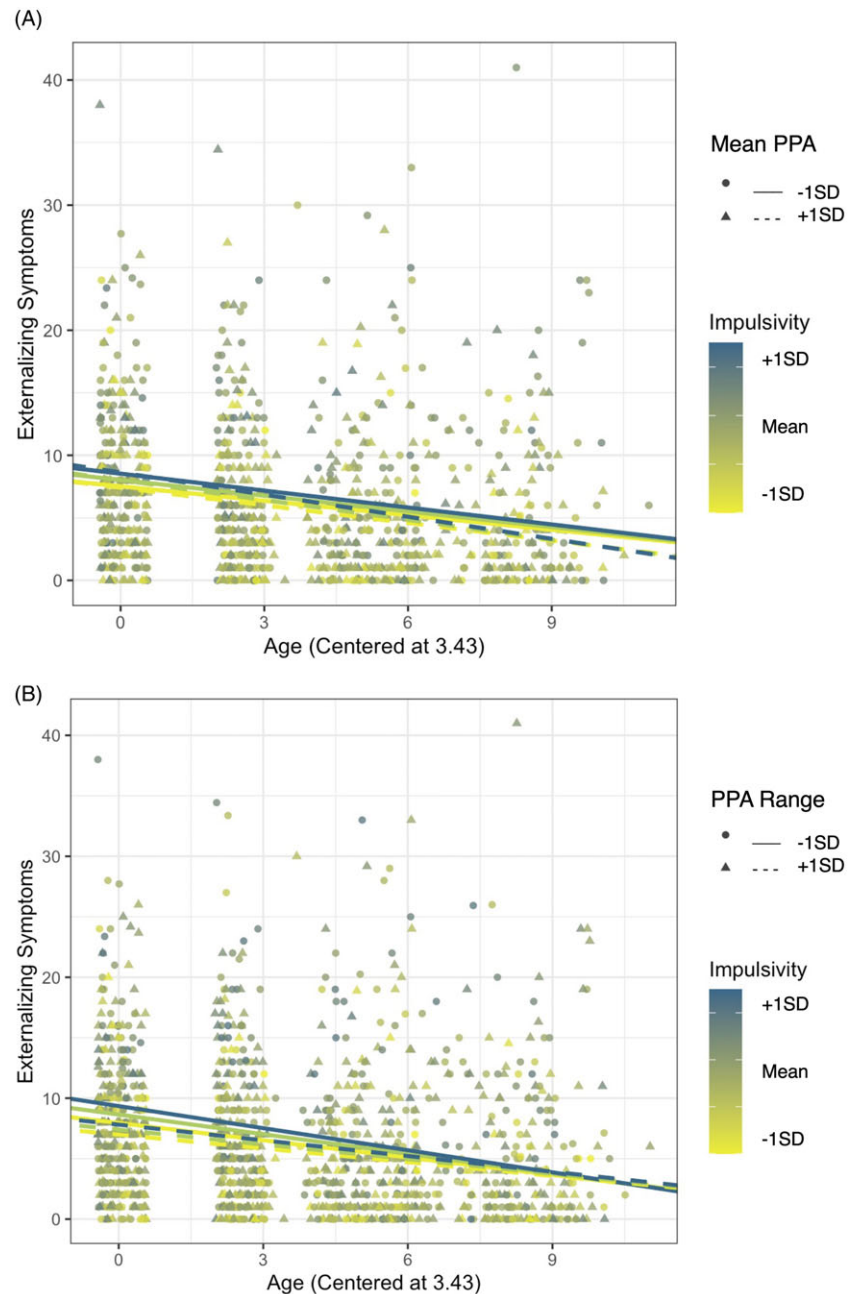 (A)
40
30
20
10
0
Externalizing Symptoms
0 3 6 9
Age (Centered at 3.43)
Mean PPA
-1SD
+1SD
Impulsivity
+1SD
Mean
-1SD
(B)
40
30
20
10
0
Externalizing Symptoms
0 3 6 9
Age (Centered at 3.43)
PPA Range
-1SD
+1SD
Impulsivity
+1SD
Mean
-1SD